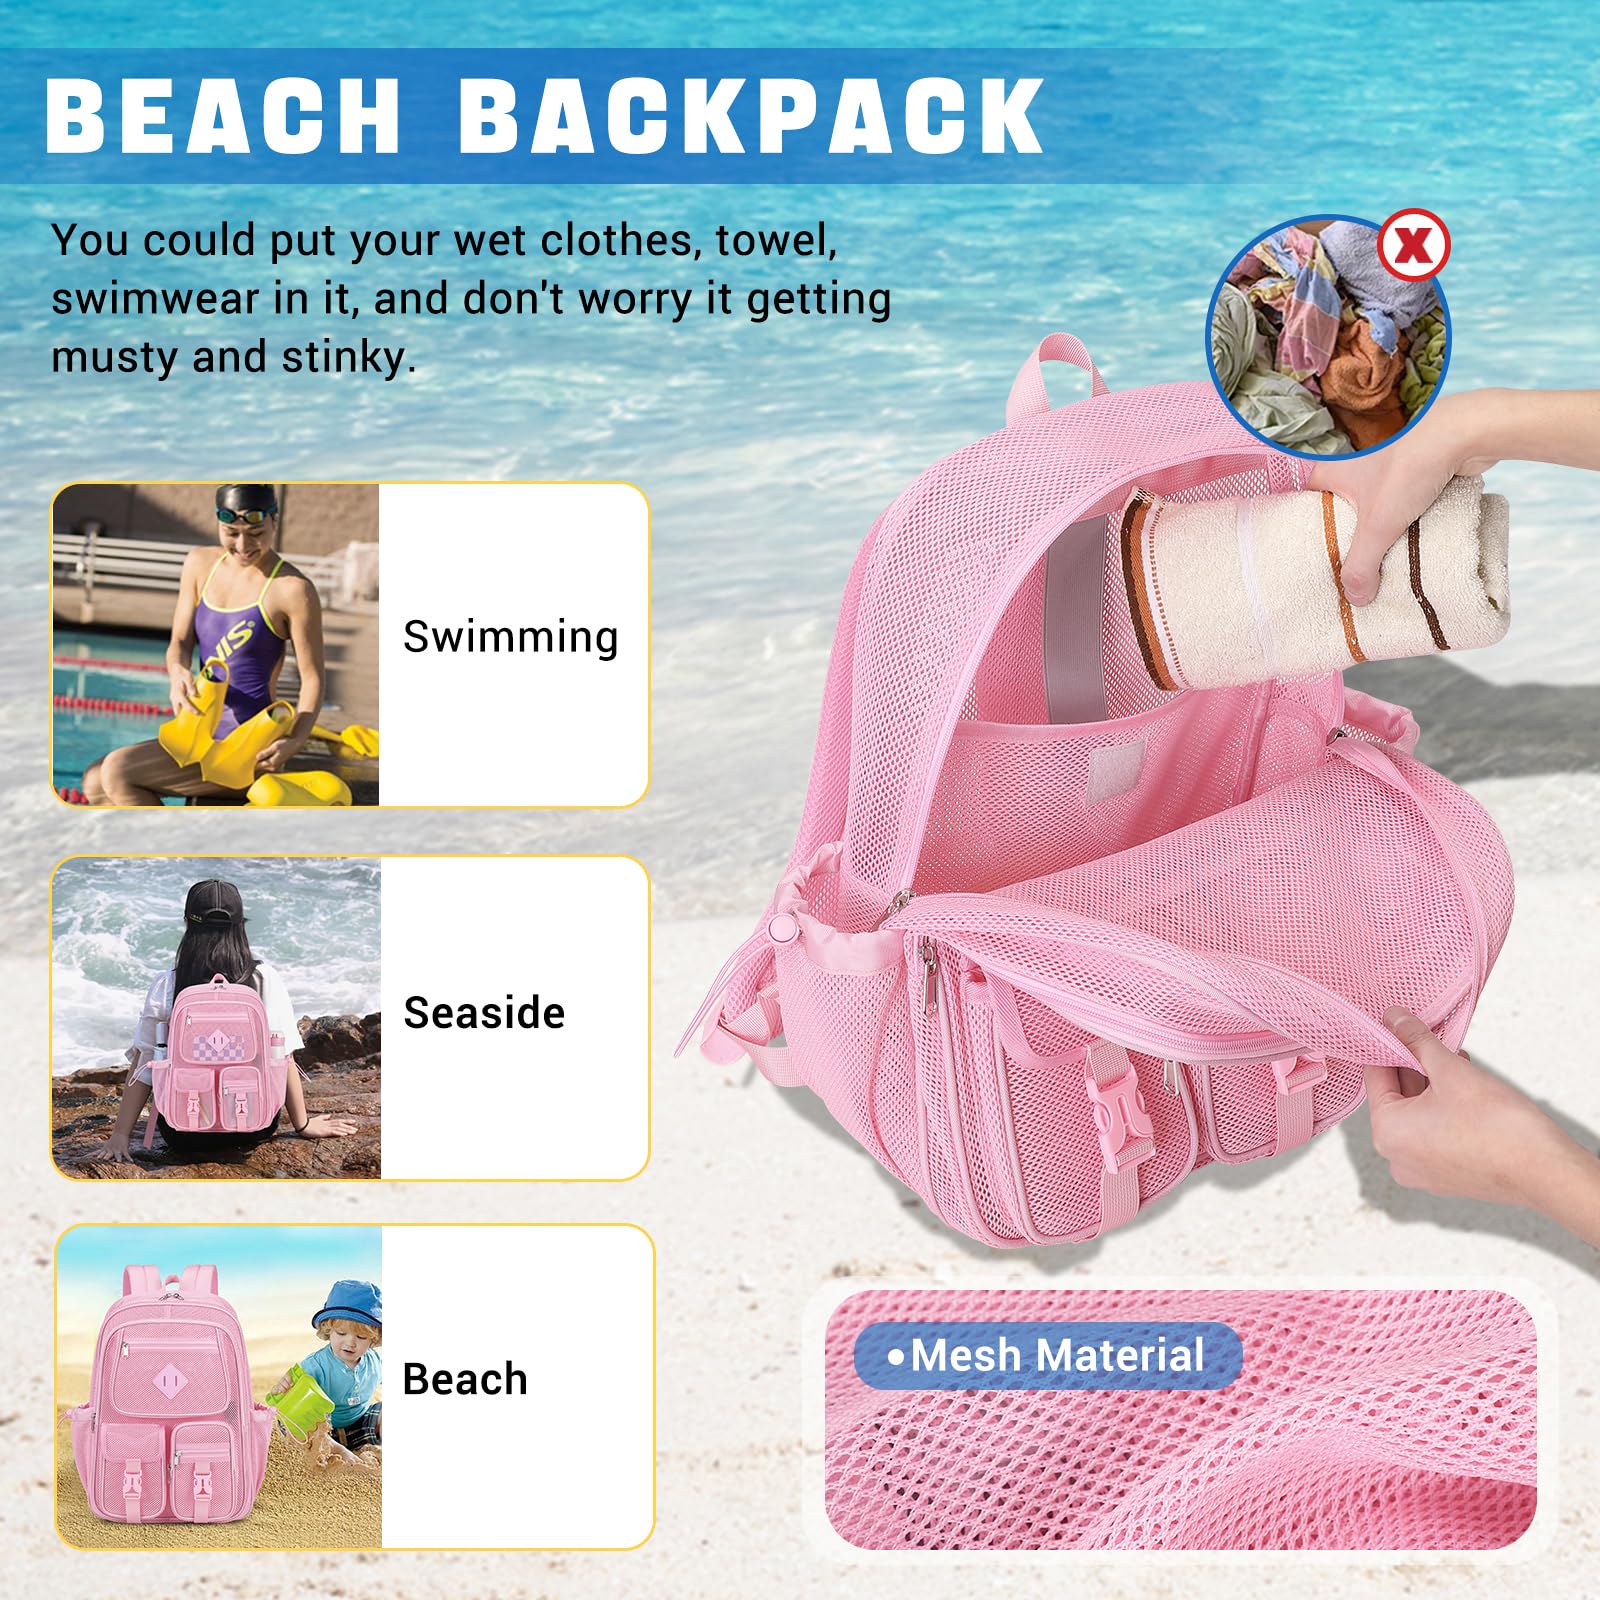 BEACH BACKPACK
You could put your wet clothes, towel,
swimwear in it, and don't worry it getting
musty and stinky.
X
Swimming
NIS
Seaside
Beach
•Mesh Material